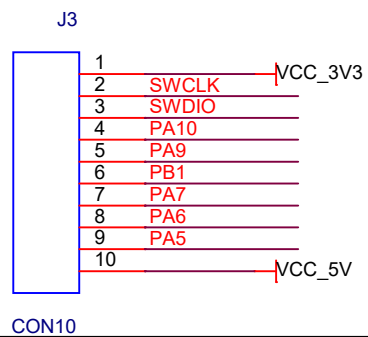 J3
1 VCC_3V3
2 SWCLK
3 SWDIO
4 PA10
5 PA9
6 PB1
7 PA7
8 PA6
9 PA5
10 VCC_5V
CON10